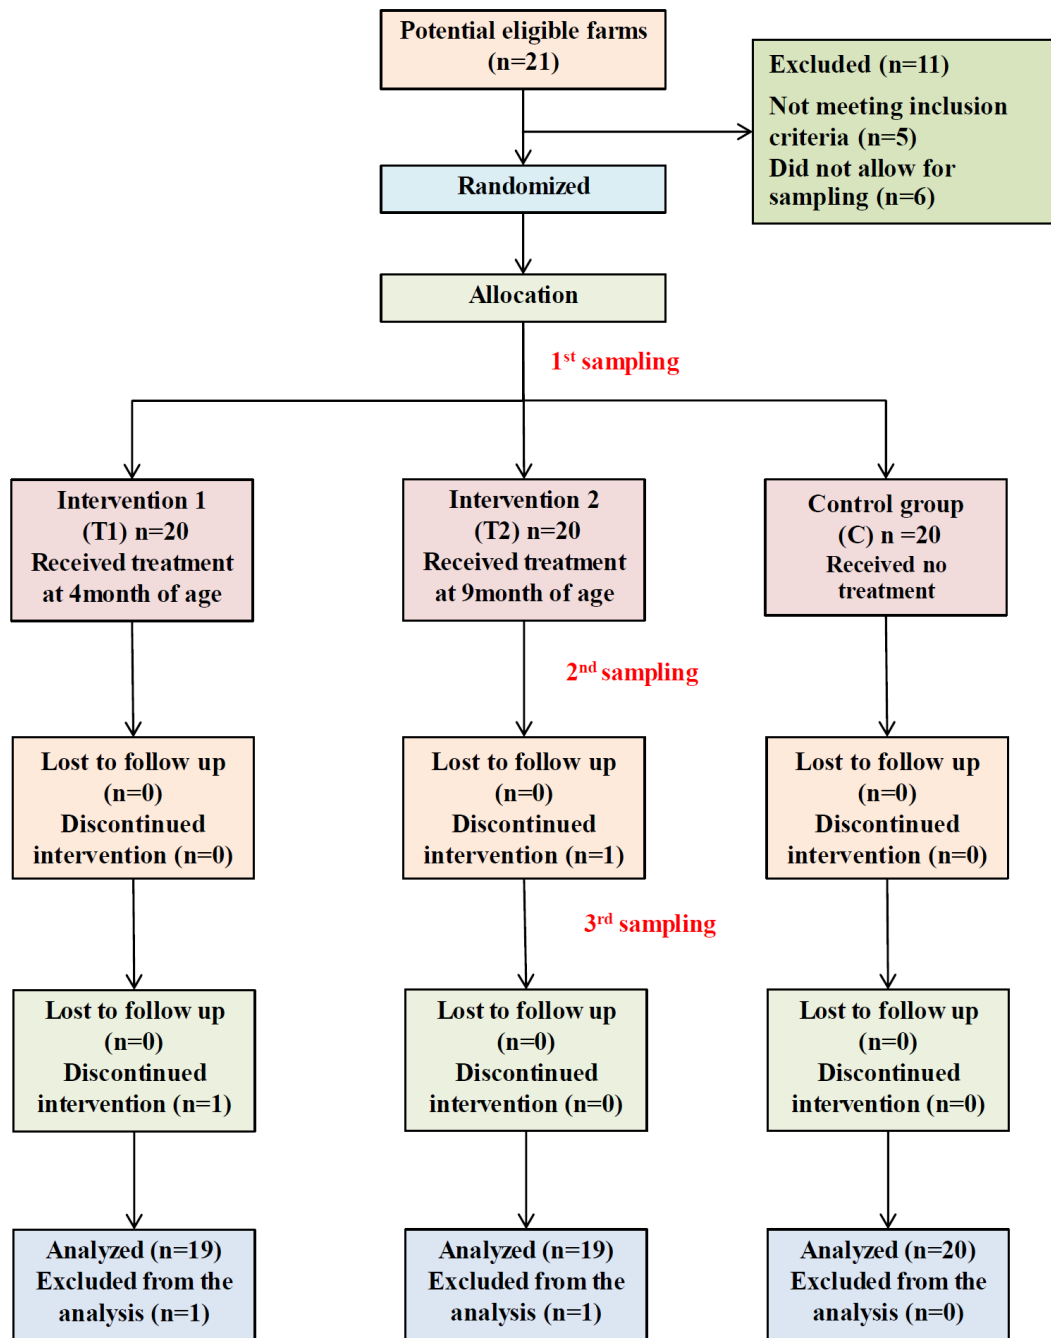 Potential eligible farms
(n=21)
Excluded (n=11)
Not meeting inclusion
criteria (n=5)
Did not allow for
sampling (n=6)
Randomized
Allocation
1st sampling
Intervention 1
(T1) n=20
Received treatment
at 4month of age
Intervention 2
(T2) n=20
Received treatment
at 9month of age
Control group
(C) n =20
Received no
treatment
2nd sampling
Lost to follow up
(n=0)
Discontinued
intervention (n=0)
Lost to follow up
(n=0)
Discontinued
intervention (n=1)
Lost to follow up
(n=0)
Discontinued
intervention (n=0)
3rd sampling
Lost to follow up
(n=0)
Discontinued
intervention (n=1)
Lost to follow up
(n=0)
Discontinued
intervention (n=0)
Lost to follow up
(n=0)
Discontinued
intervention (n=0)
Analyzed (n=19)
Excluded from the
analysis (n=1)
Analyzed (n=19)
Excluded from the
analysis (n=1)
Analyzed (n=20)
Excluded from the
analysis (n=0)